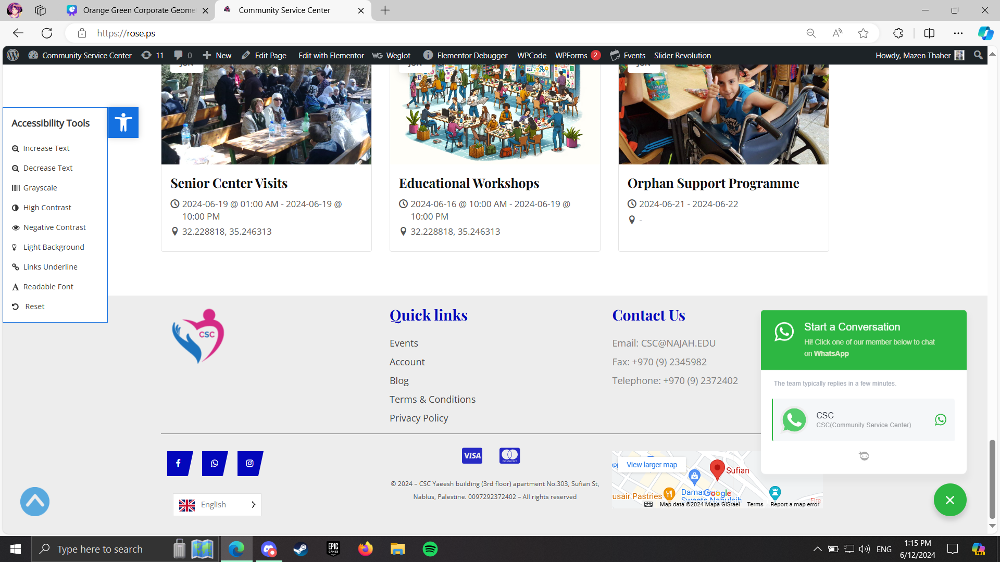 Orange Green Corporate Geome
Community Service Center
https://rose.ps
Community Service Center 11 0 New Edit Page Edit with Elementor WG Weglot Elementor Debugger WPCode WPForms 2 Events Slider Revolution Howdy, Mazen Thaher
Accessibility Tools
Increase Text
Decrease Text
Grayscale
High Contrast
Negative Contrast
Light Background
Links Underline
Readable Font
Reset
Senior Center Visits
2024-06-19 @ 01:00 AM - 2024-06-19 @
10:00 PM
32.228818, 35.246313
Educational Workshops
2024-06-16 @ 10:00 AM - 2024-06-19 @
10:00 PM
32.228818, 35.246313
Orphan Support Programme
2024-06-21 - 2024-06-22
-
CSC
Quick links
Events
Account
Blog
Terms & Conditions
Privacy Policy
Contact Us
Email: CSC@NAJAH.EDU
Fax: +970 (9) 2345982
Telephone: +970 (9) 2372402
Start a Conversation
Hi! Click one of our member below to chat
on WhatsApp
The team typically replies in a few minutes.
CSC
CSC(Community Service Center)
English
VISA mastercard
© 2024 – CSC Yaeesh building (3rd floor) apartment No.303, Sufian St,
Nablus, Palestine. 0097292372402 – All rights reserved
View larger map
Sufian
usair Pastries
Damascus
Sweets Nabulsih
Google
Map data ©2024 Mapa GISrael Terms Report a map error
Type here to search
EPIC
GAMES
ENG
1:15 PM
6/12/2024
PRE